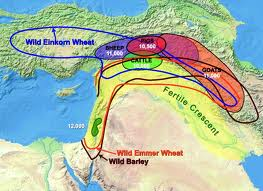 Wild Einkorn Wheat
PIGS
10,500
SHEEP
11,000
CATTLE
GOATS
11,000
Fertile Crescent
12,000
Wild Emmer Wheat
Wild Barley